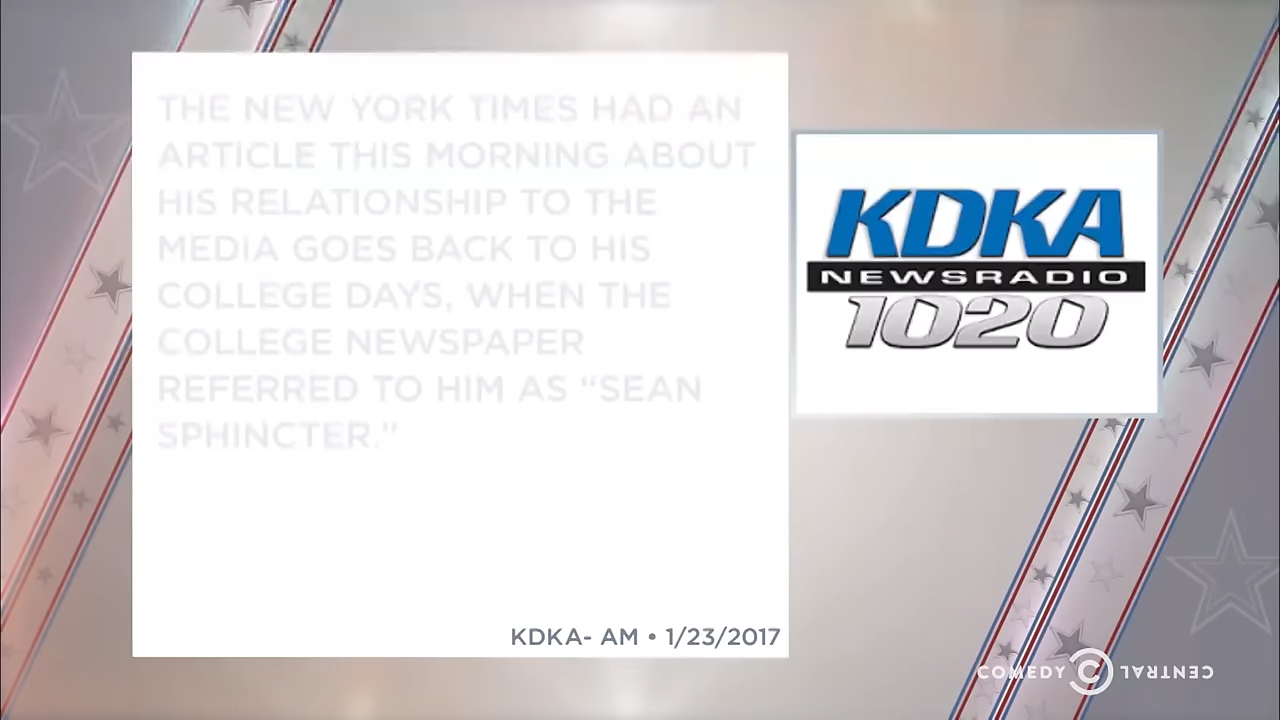 THE NEW YORK TIMES HAD AN
ARTICLE THIS MORNING ABOUT
HIS RELATIONSHIP TO THE
MEDIA GOES BACK TO HIS
COLLEGE DAYS, WHEN THE
COLLEGE NEWSPAPER
REFERRED TO HIM AS “SEAN
SPHINCTER."
KDKA- AM • 1/23/2017
KDKA
NEWSRADIO
1020
COMEDY C CENTRAL